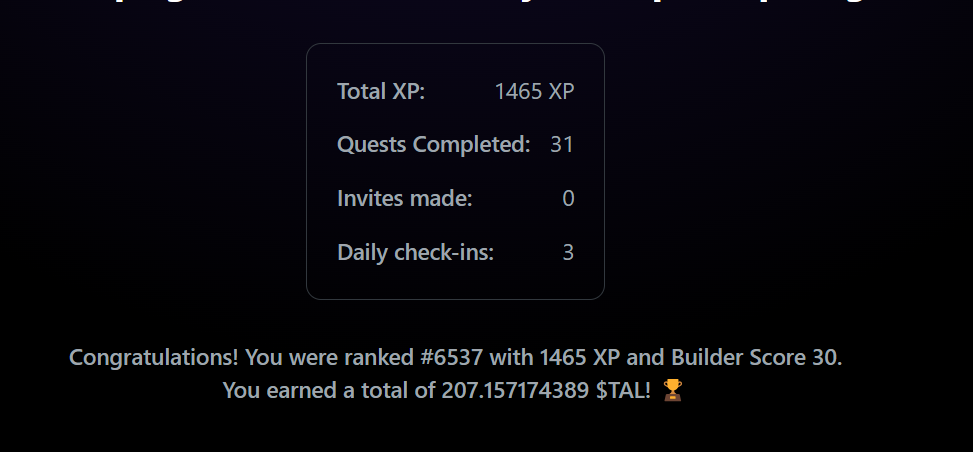 Total XP: 1465 XP
Quests Completed: 31
Invites made: 0
Daily check-ins: 3
Congratulations! You were ranked #6537 with 1465 XP and Builder Score 30.
You earned a total of 207.157174389 $TAL! 🏆